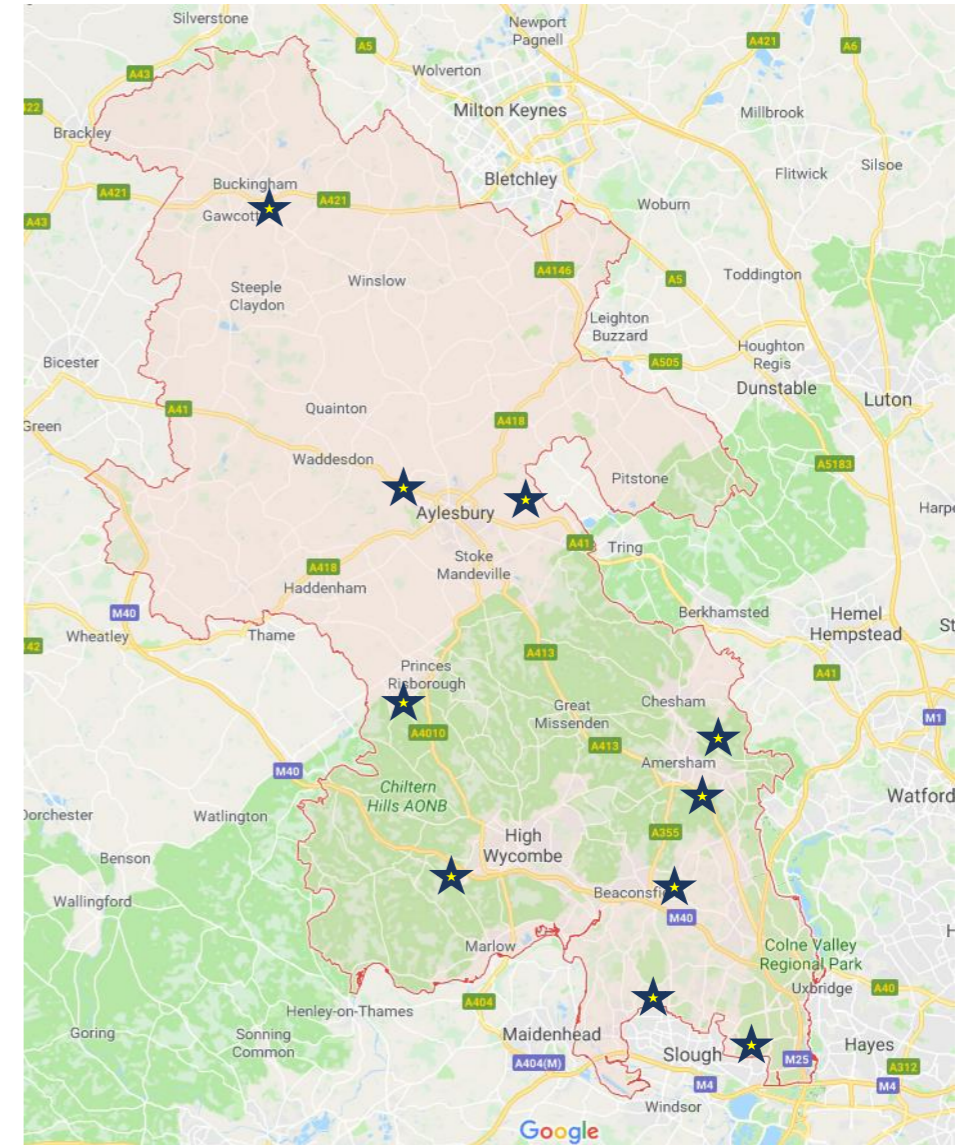 Silverstone
Newport
Pagnell
A5
A421
A6
A43
Wolverton
Milton Keynes
Millbrook
22
Brackley
Silsoe
Flitwick
Bletchley
Buckingham
A421
A421
Woburn
A43
Gawcott
A4146
Toddington
A5
Steeple
Claydon
Winslow
Leighton
Buzzard
Houghton
Regis
Bicester
A505
Dunstable
Luton
A41
Quainton
A418
Green
Waddesdon
A5183
Pitstone
Harpe
Aylesbury
A41
Tring
Stoke
Mandeville
A418
Haddenham
M40
Berkhamsted
Hemel
Hempstead
St
Wheatley
Thame
142
A413
Princes
Risborough
A41
Chesham
Great
Missenden
M1
A4010
A413
Amersham
M40
Chiltern
Hills AONB
Watford
Dorchester
Watlington
A355
High
Wycombe
Benson
Wallingford
Beaconsfie
M40
H
Marlow
Colne Valley
Regional Park
Uxbridge
A40
A404
Henley-on-Thames
Goring
Sonning
Common
Maidenhead
Hayes
Slough
A404(M)
M25
A312
M4
M4
Windsor
Google